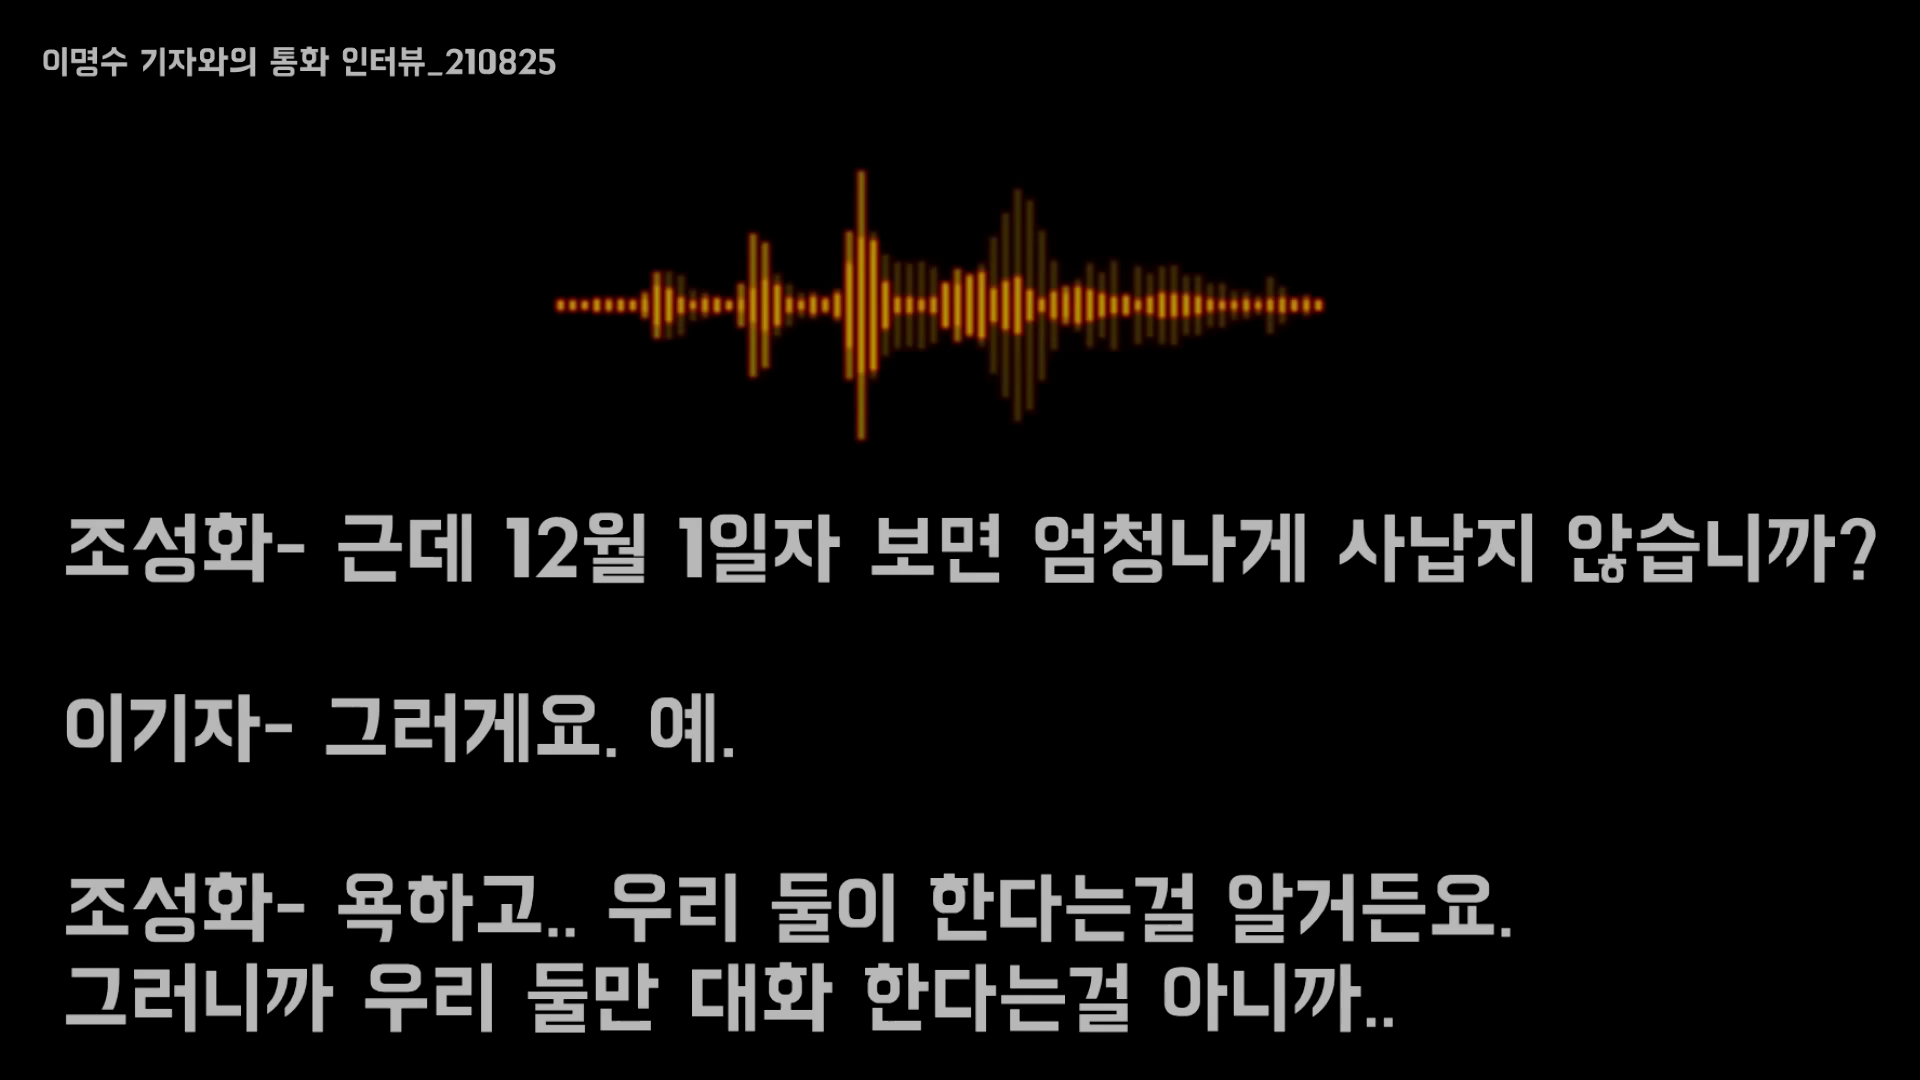 이명수 기자와의 통화 인터뷰_210825
조성화- 근데 12월 1일자 보면 엄청나게 사납지 않습니까?
이기자- 그러게요. 예.
조성화- 욕하고.. 우리 둘이 한다는걸 알거든요.
그러니까 우리 둘만 대화 한다는걸 아니까..